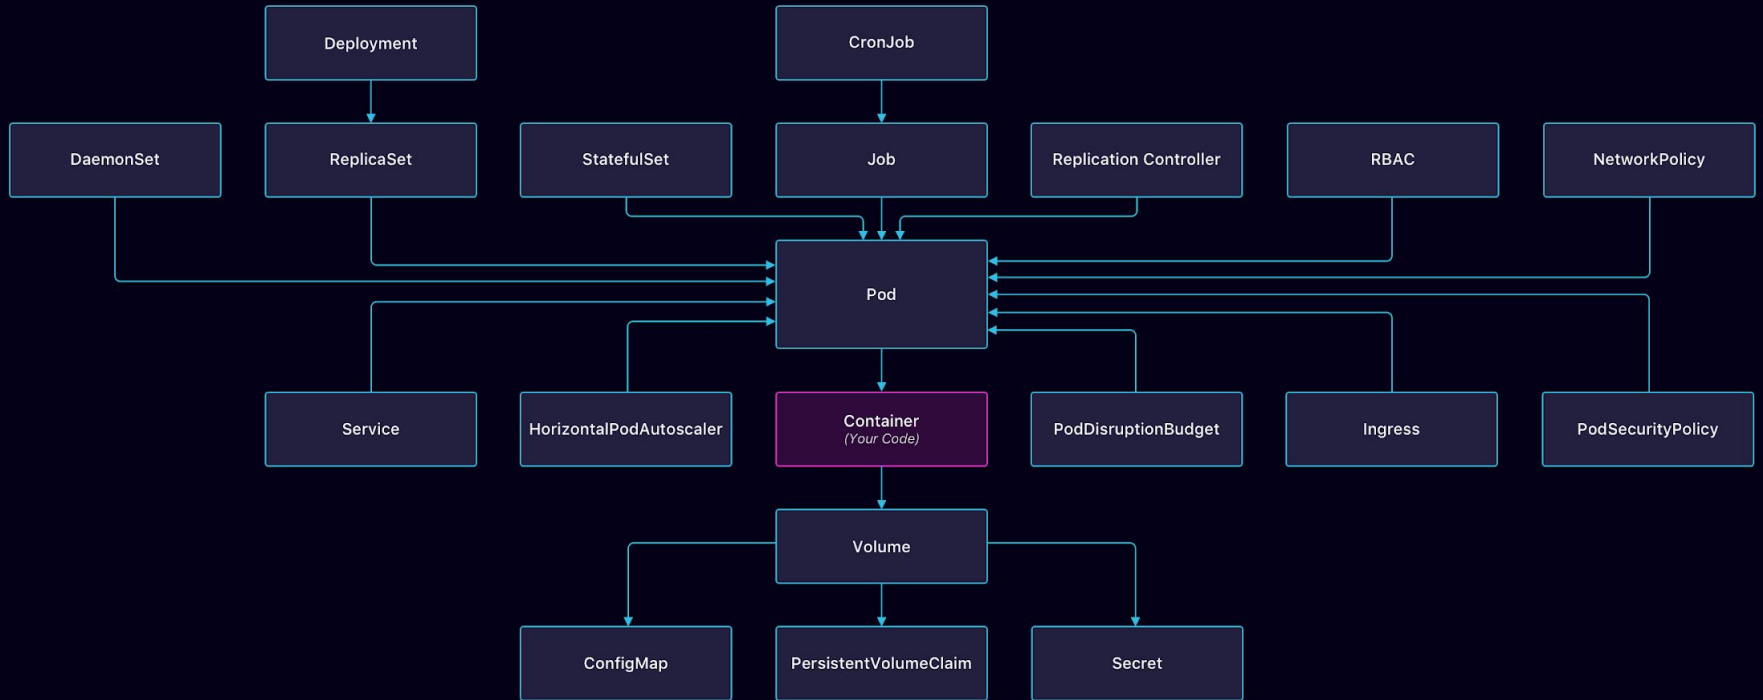 Deployment
CronJob
DaemonSet
ReplicaSet
StatefulSet
Job
Replication Controller
RBAC
NetworkPolicy
Pod
Service
HorizontalPodAutoscaler
Container
(Your Code)
PodDisruptionBudget
Ingress
PodSecurityPolicy
Volume
ConfigMap
PersistentVolumeClaim
Secret